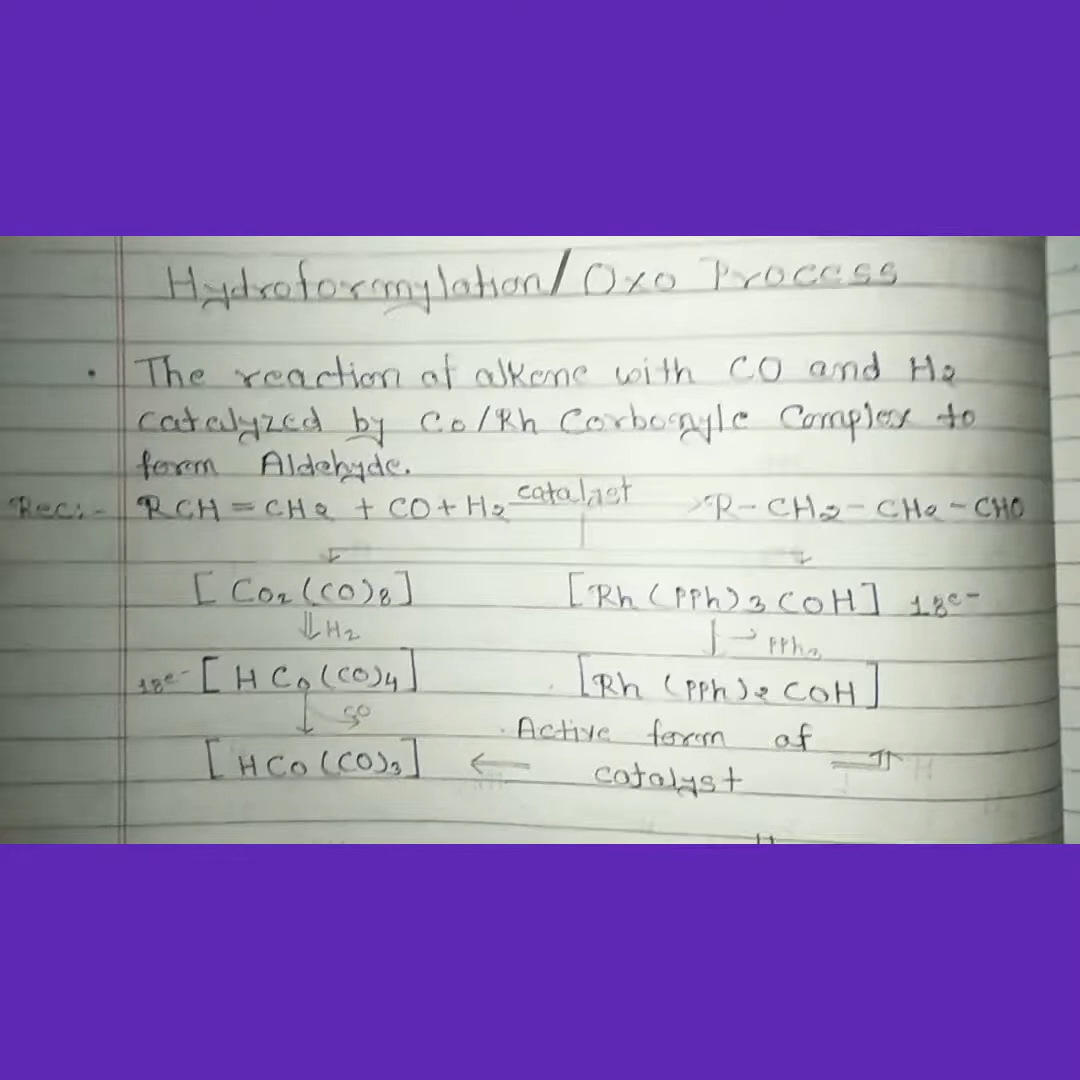 Hydroformylation/Oxo Process
• The reaction of alkene with CO and H2
catalyzed by Co/Rh Carbonyle Complex to
form Aldehyde.
Rec:- RCH = CH2 + CO + H2 catalyst > R - CH2 - CH2 - CHO
[Co2(CO)8] [Rh(PPh)3COH] 18e-
H2 PPh3
18e- [HCo(CO)4] [Rh(PPh)2COH]
[HCo(CO)3] Active form of
catalyst